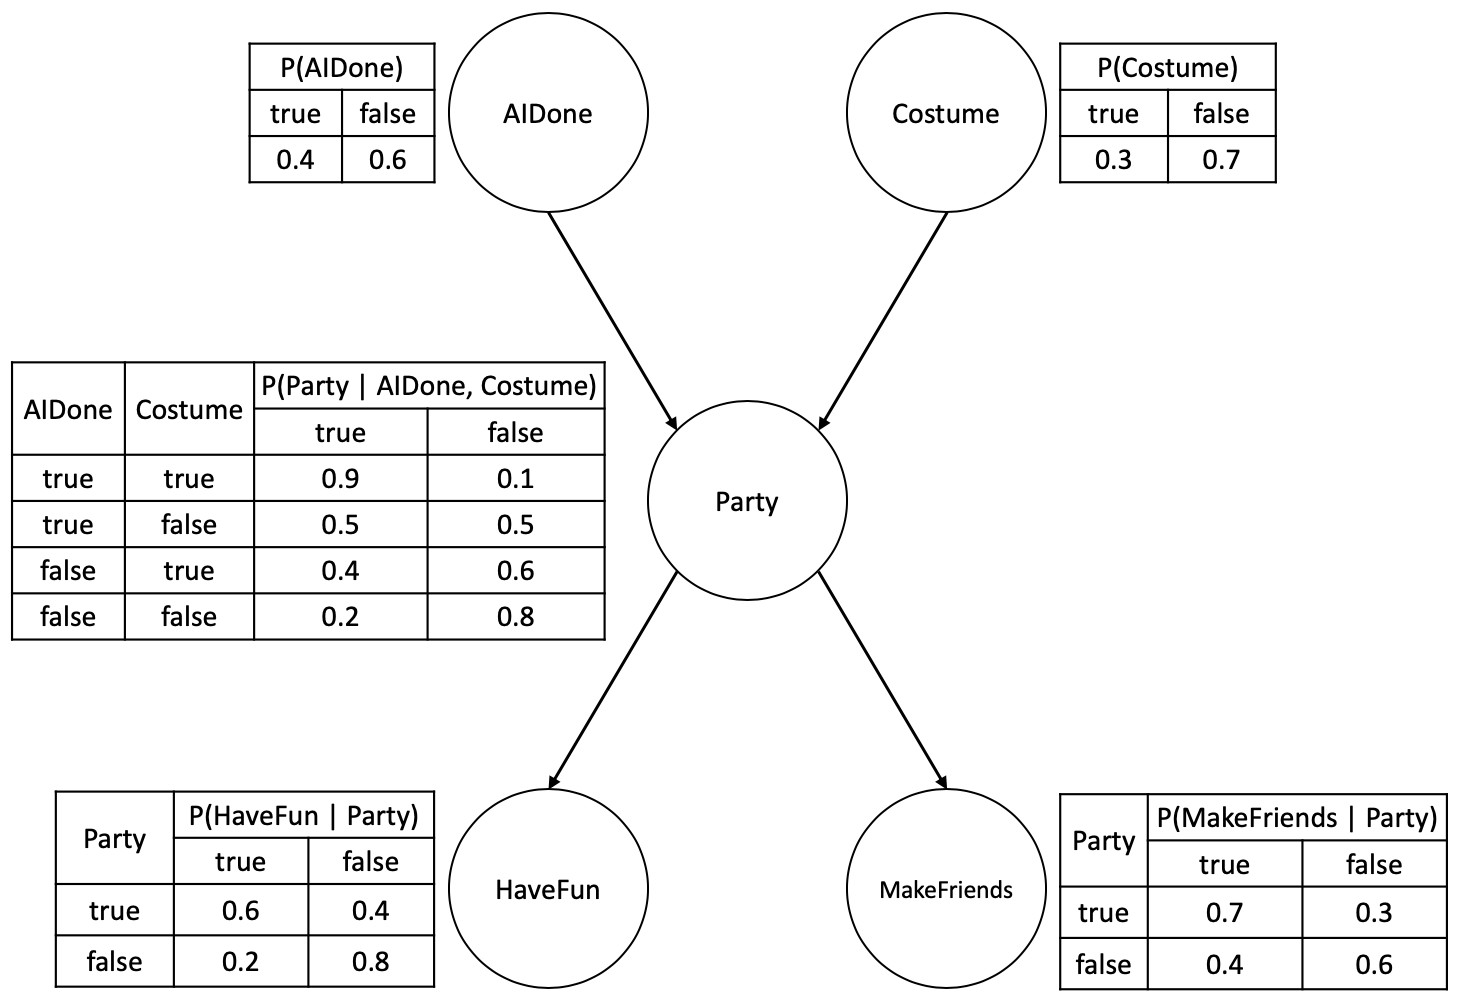 P(AIDone)
true false
0.4 0.6
AIDone
Costume
P(Costume)
true false
0.3 0.7
AIDone Costume P(Party | AIDone, Costume)
true false
true true 0.9 0.1
true false 0.5 0.5
false true 0.4 0.6
false false 0.2 0.8
Party
Party P(HaveFun | Party)
true false
true 0.6 0.4
false 0.2 0.8
HaveFun
MakeFriends
Party P(MakeFriends | Party)
true false
true 0.7 0.3
false 0.4 0.6